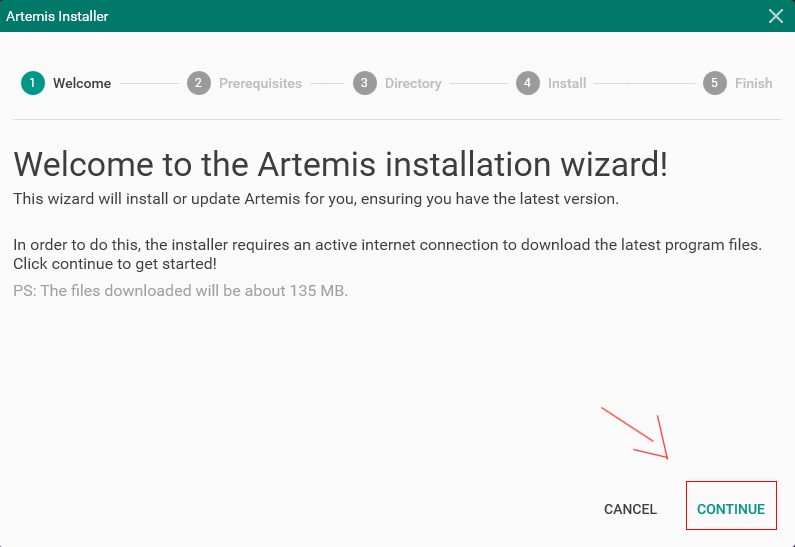 Artemis Installer
1 Welcome 2 Prerequisites 3 Directory 4 Install 5 Finish
Welcome to the Artemis installation wizard!
This wizard will install or update Artemis for you, ensuring you have the latest version.
In order to do this, the installer requires an active internet connection to download the latest program files.
Click continue to get started!
PS: The files downloaded will be about 135 MB.
CANCEL CONTINUE